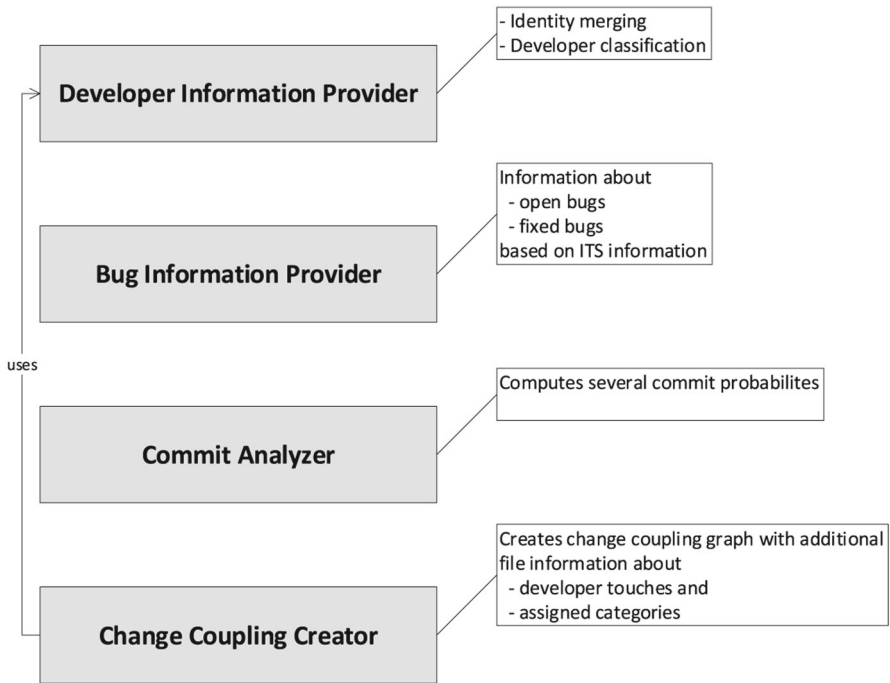 - Identity merging
- Developer classification
Developer Information Provider
Information about
- open bugs
- fixed bugs
based on ITS information
Bug Information Provider
uses
Computes several commit probabilites
Commit Analyzer
Creates change coupling graph with additional
file information about
- developer touches and
- assigned categories
Change Coupling Creator